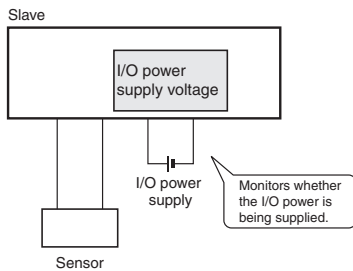 Slave
I/O power
supply voltage
I/O power
supply
Monitors whether
the I/O power is
being supplied.
Sensor